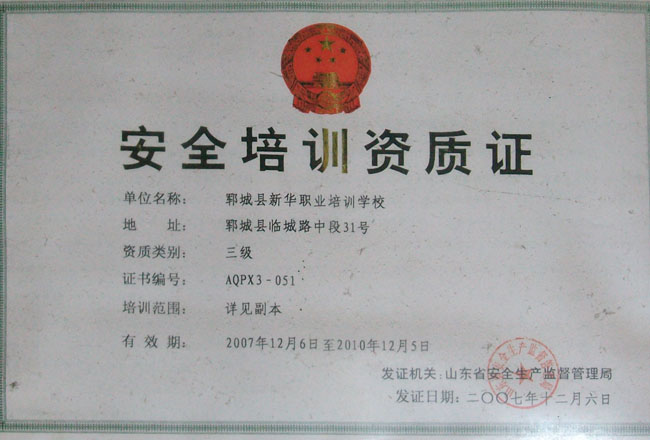 安全培训资质证
单位名称： 郓城县新华职业培训学校
地 址： 郓城县临城路中段31号
资质类别： 三级
证书编号： AQPX3-051
培训范围： 详见副本
有 效 期： 2007年12月6日至2010年12月5日
发证机关：山东省安全生产监督管理局
发证日期：二〇〇七年十二月六日